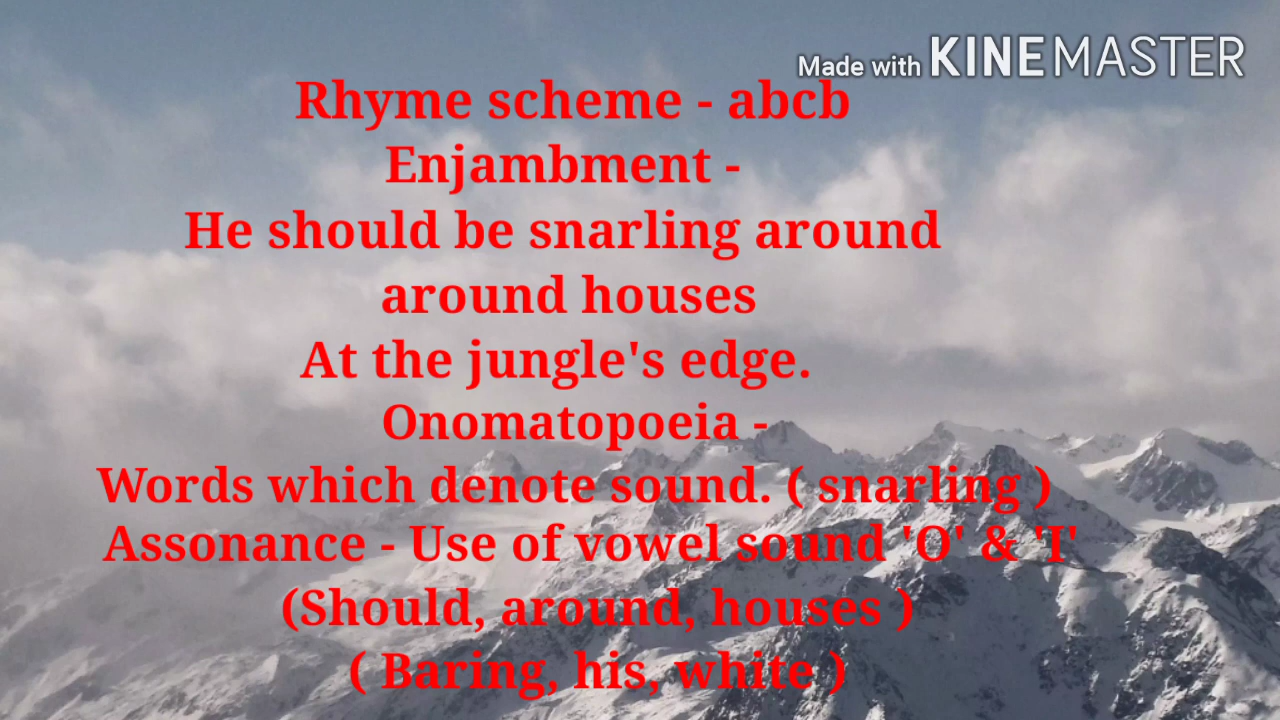 Made with KINEMASTER
Rhyme scheme - abcb
Enjambment -
He should be snarling around
around houses
At the jungle's edge.
Onomatopoeia -
Words which denote sound. ( snarling )
Assonance - Use of vowel sound 'O' & 'I'
(Should, around, houses )
( Baring, his, white )